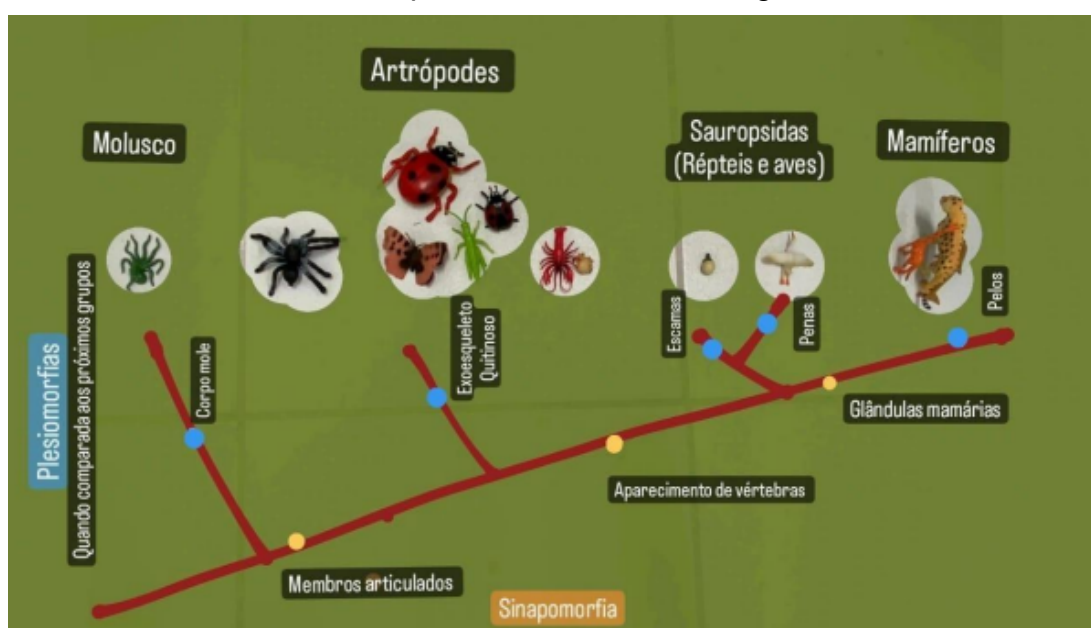 Artrópodes
Molusco
Sauropsidas
(Répteis e aves)
Mamíferos
Plesiomorfias
Quando comparada aos próximos grupos
Corpo mole
Exoesqueleto
Quitinoso
Escamas
Penas
Pelos
Glândulas mamárias
Aparecimento de vértebras
Membros articulados
Sinapomorfia